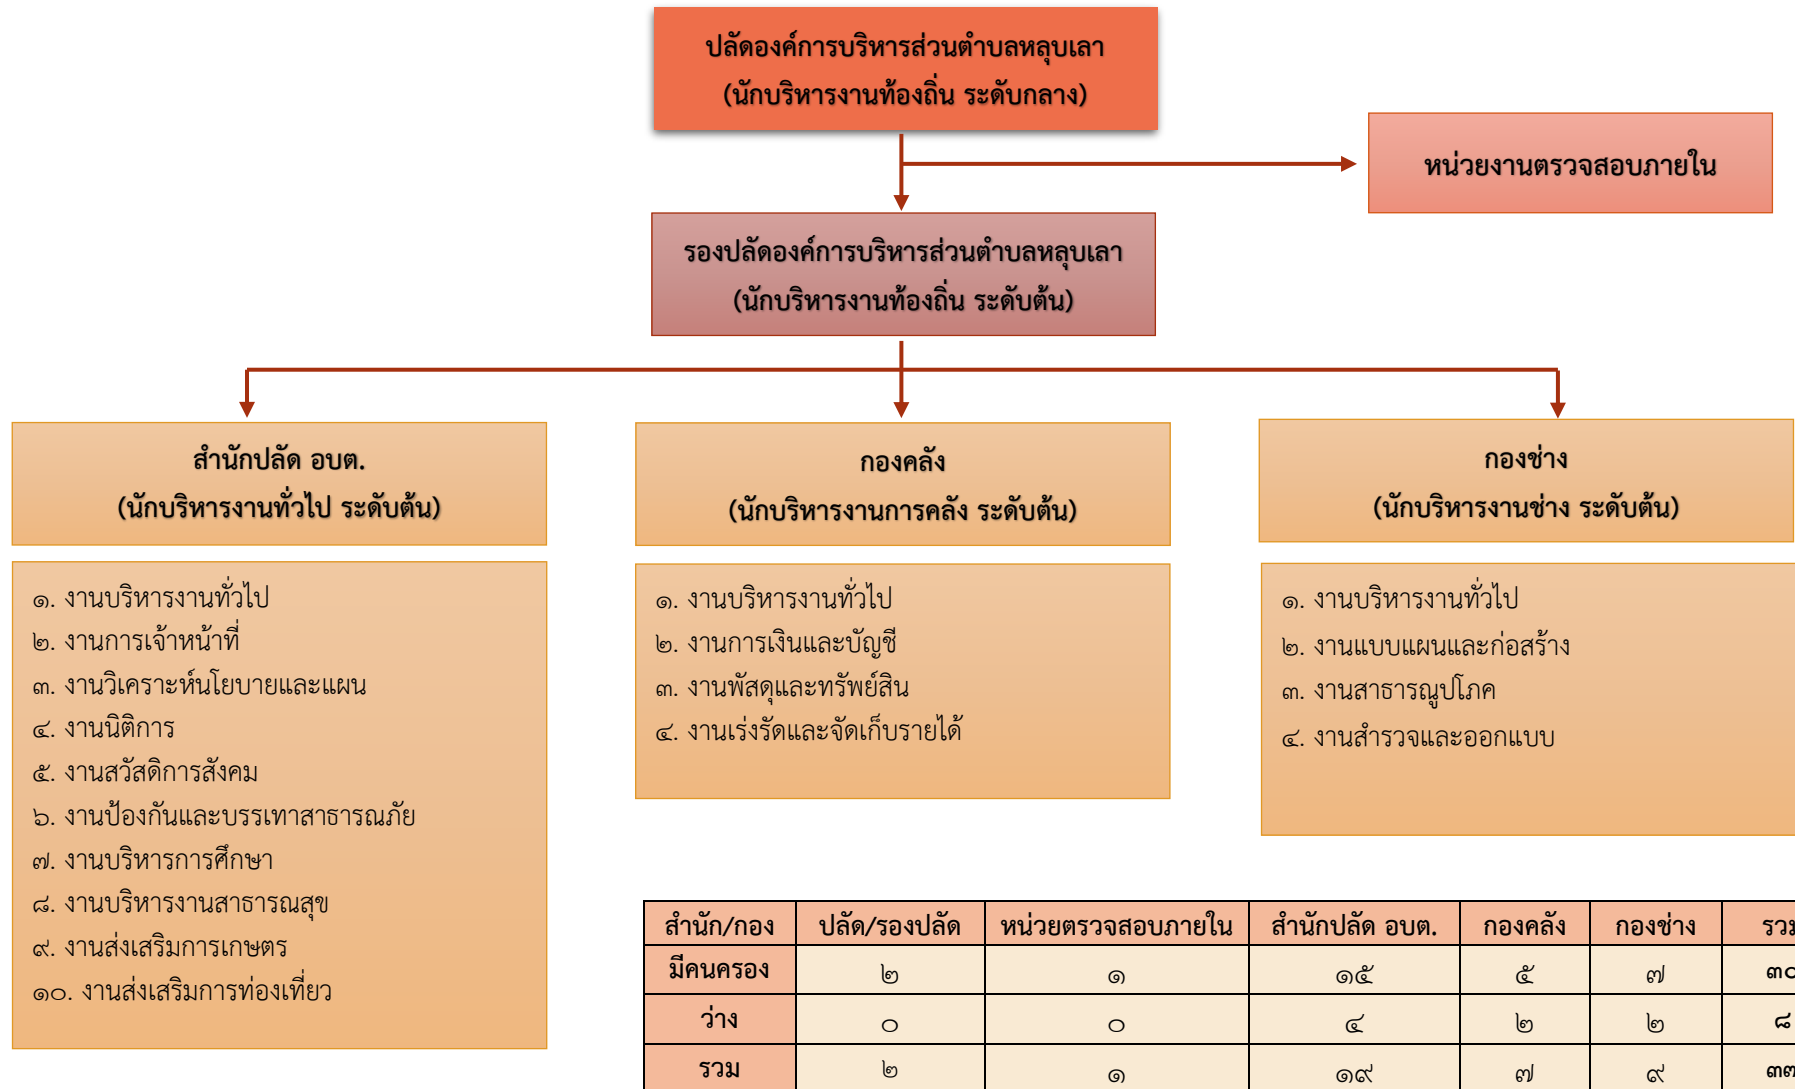 ปลัดองค์การบริหารส่วนตำบลหลุบเลา
(นักบริหารงานท้องถิ่น ระดับกลาง)
หน่วยงานตรวจสอบภายใน
รองปลัดองค์การบริหารส่วนตำบลหลุบเลา
(นักบริหารงานท้องถิ่น ระดับต้น)
สำนักปลัด อบต.
(นักบริหารงานทั่วไป ระดับต้น)
กองคลัง
(นักบริหารงานการคลัง ระดับต้น)
กองช่าง
(นักบริหารงานช่าง ระดับต้น)
๑. งานบริหารงานทั่วไป
๒. งานการเจ้าหน้าที่
๓. งานวิเคราะห์นโยบายและแผน
๔. งานนิติการ
๕. งานสวัสดิการสังคม
๖. งานป้องกันและบรรเทาสาธารณภัย
๗. งานบริหารการศึกษา
๘. งานบริหารงานสาธารณสุข
๙. งานส่งเสริมการเกษตร
๑๐. งานส่งเสริมการท่องเที่ยว
๑. งานบริหารงานทั่วไป
๒. งานการเงินและบัญชี
๓. งานพัสดุและทรัพย์สิน
๔. งานเร่งรัดและจัดเก็บรายได้
๑. งานบริหารงานทั่วไป
๒. งานแบบแผนและก่อสร้าง
๓. งานสาธารณูปโภค
๔. งานสำรวจและออกแบบ
สำนัก/กอง ปลัด/รองปลัด หน่วยตรวจสอบภายใน สำนักปลัด อบต. กองคลัง กองช่าง รวม
มีคนครอง ๒ ๑ ๑๕ ๕ ๗ ๓๐
ว่าง ๐ ๐ ๔ ๒ ๒ ๘
รวม ๒ ๑ ๑๙ ๗ ๙ ๓๗